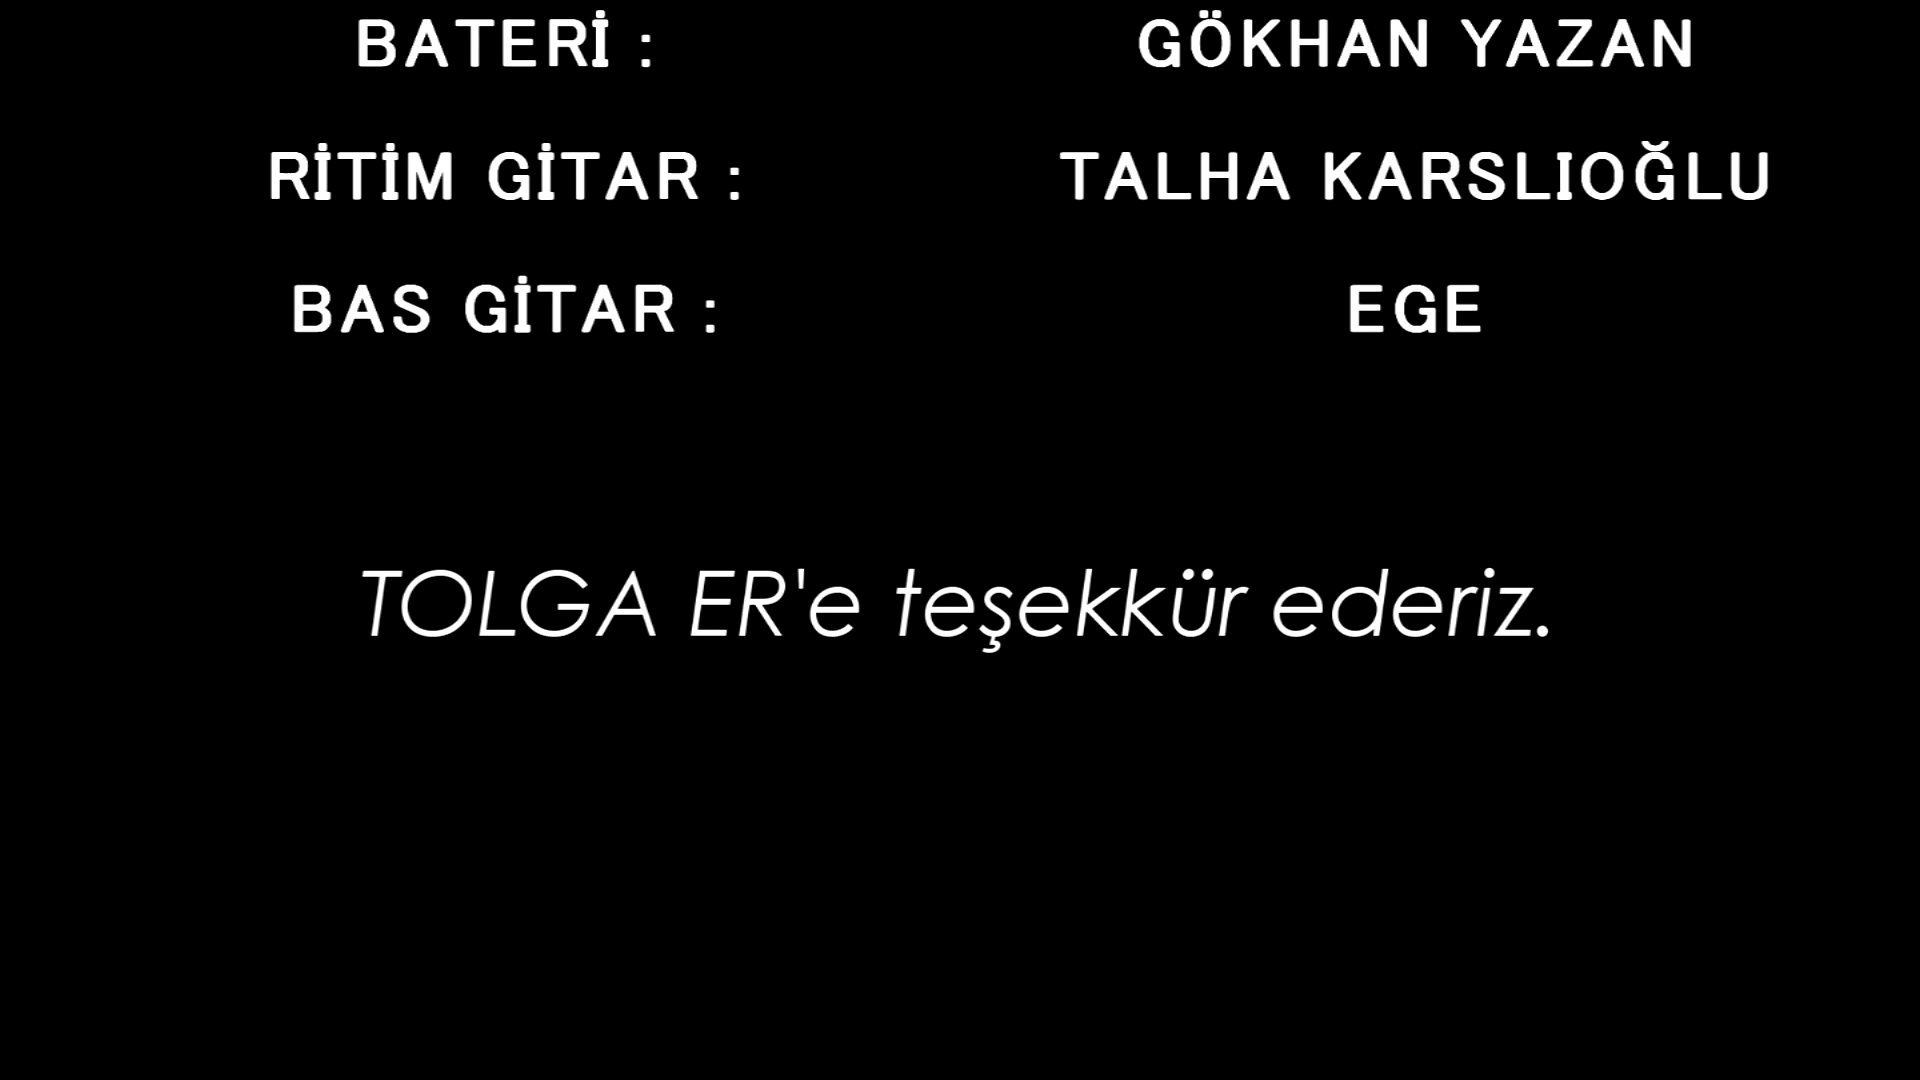 BATERİ : GÖKHAN YAZAN
RİTİM GİTAR : TALHA KARSLIOĞLU
BAS GİTAR : EGE
TOLGA ER'e teşekkür ederiz.